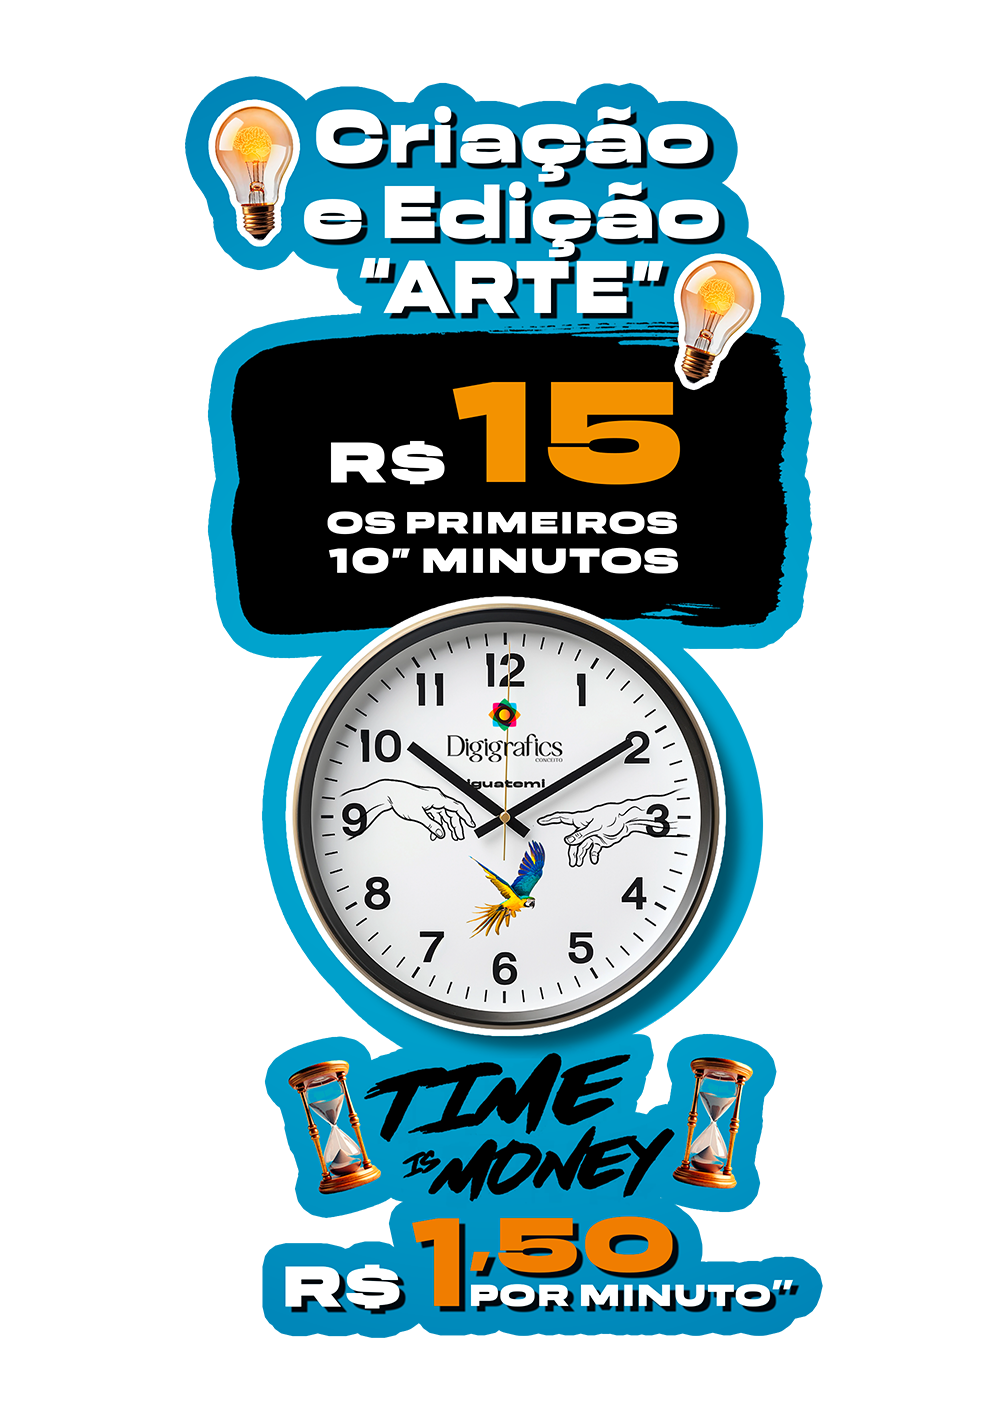 Criação
e Edição
"ARTE"
R$ 15
OS PRIMEIROS
10" MINUTOS
12
11 1
10 2
Digigrafics
CONCEITO
Iguatemi
9 3
8 4
7 5
6
TIME
IS MONEY
R$ 1,50
POR MINUTO"